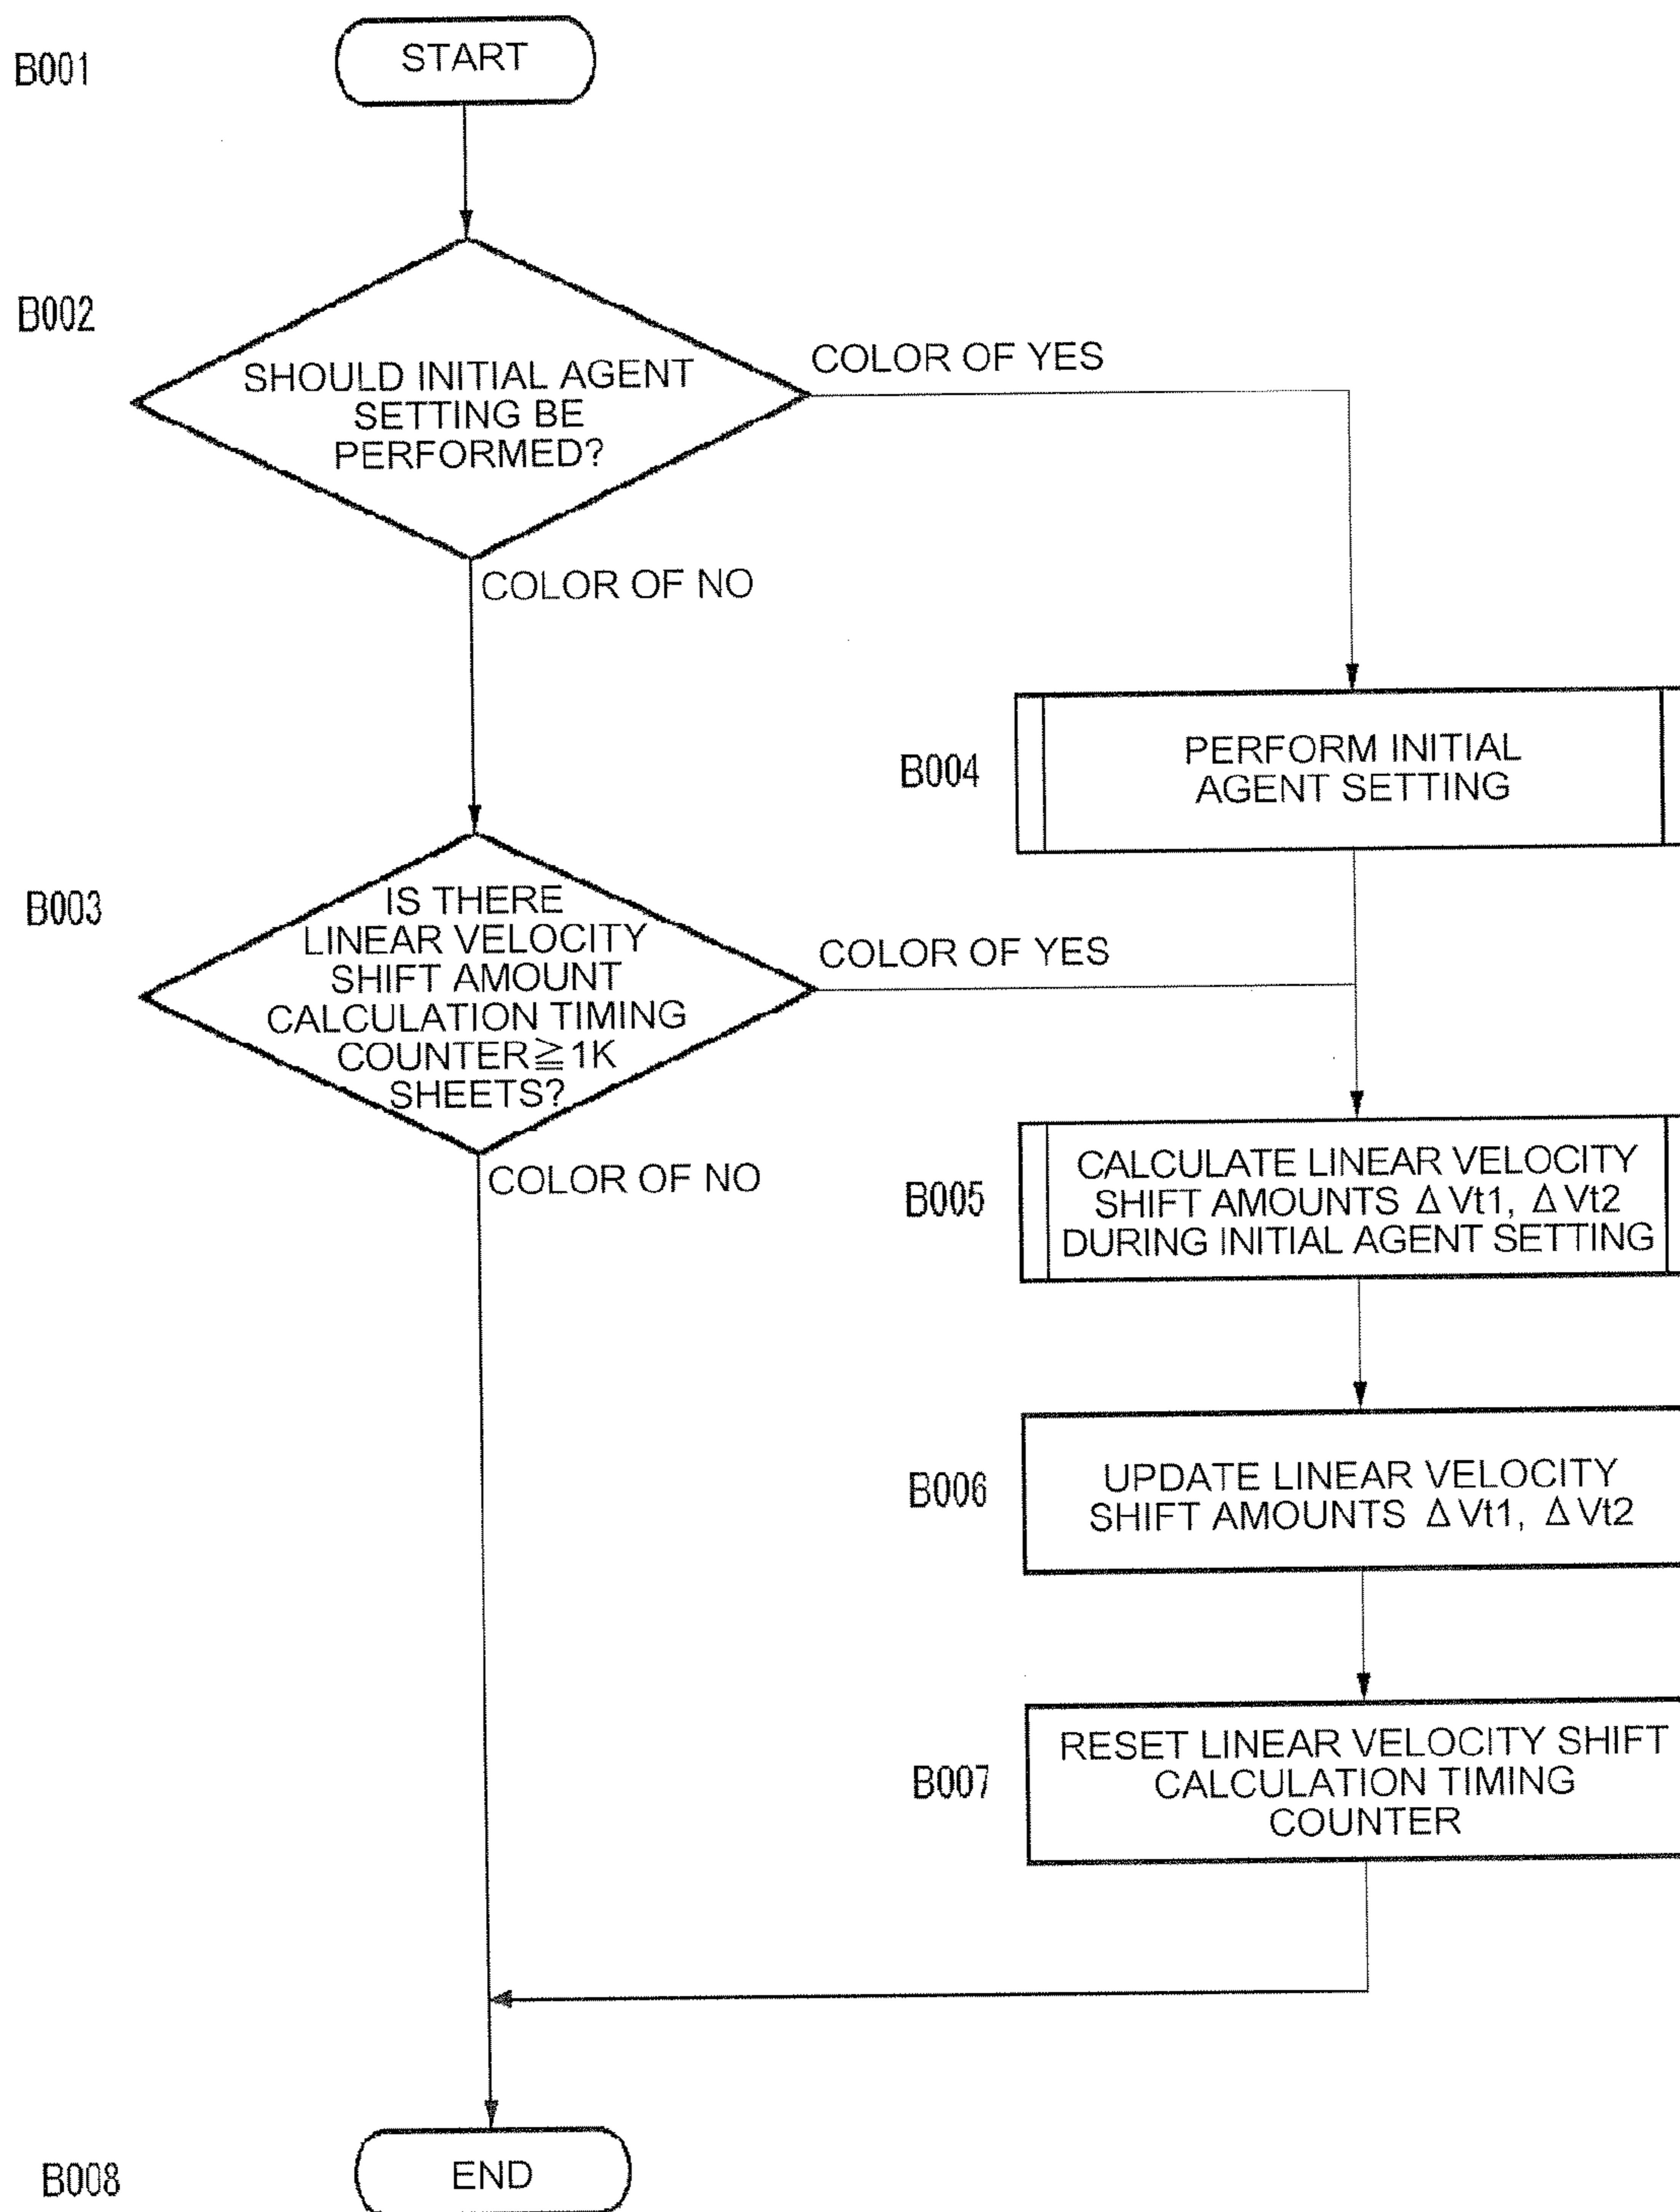 B001
START
B002
SHOULD INITIAL AGENT
SETTING BE
PERFORMED?
COLOR OF YES
COLOR OF NO
B004
PERFORM INITIAL
AGENT SETTING
B003
IS THERE
LINEAR VELOCITY
SHIFT AMOUNT
CALCULATION TIMING
COUNTER≧1K
SHEETS?
COLOR OF YES
COLOR OF NO
B005
CALCULATE LINEAR VELOCITY
SHIFT AMOUNTS ΔVt1, ΔVt2
DURING INITIAL AGENT SETTING
B006
UPDATE LINEAR VELOCITY
SHIFT AMOUNTS ΔVt1, ΔVt2
B007
RESET LINEAR VELOCITY SHIFT
CALCULATION TIMING
COUNTER
B008
END